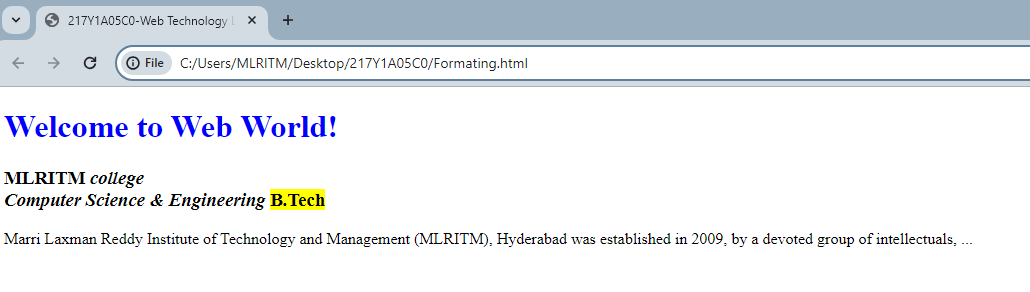 217Y1A05C0-Web Technology
File C:/Users/MLRITM/Desktop/217Y1A05C0/Formating.html
Welcome to Web World!
MLRITM college
Computer Science & Engineering B.Tech
Marri Laxman Reddy Institute of Technology and Management (MLRITM), Hyderabad was established in 2009, by a devoted group of intellectuals, ...